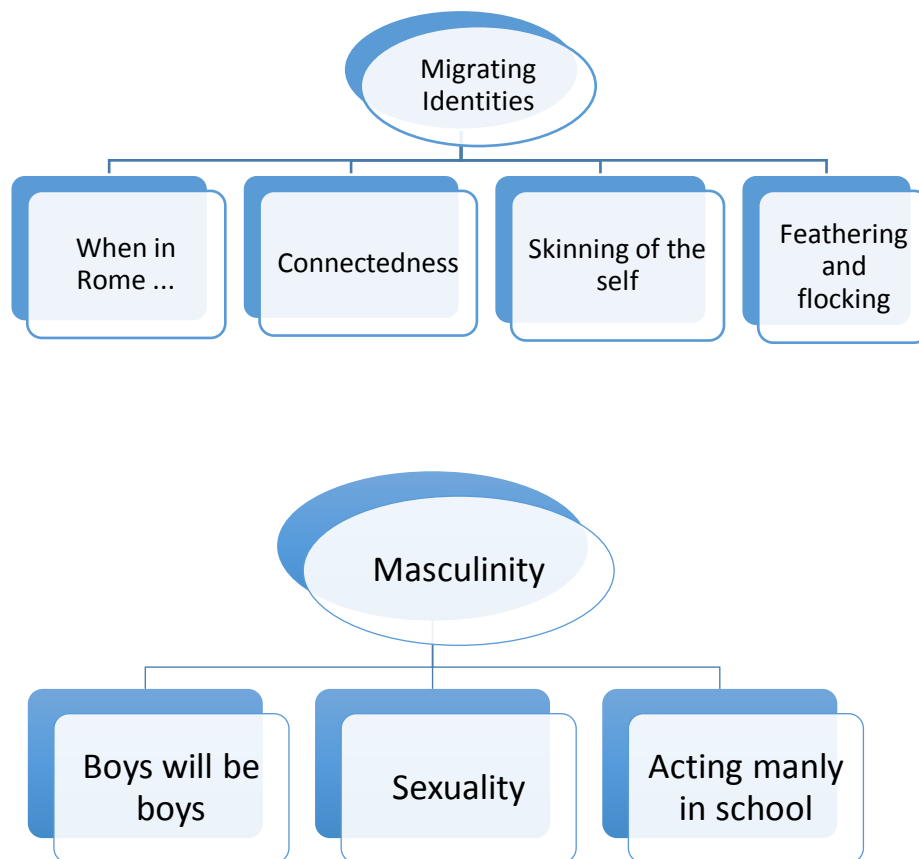 Migrating
Identities
When in
Rome ...
Connectedness
Skinning of the
self
Feathering
and
flocking
Masculinity
Boys will be
boys
Sexuality
Acting manly
in school